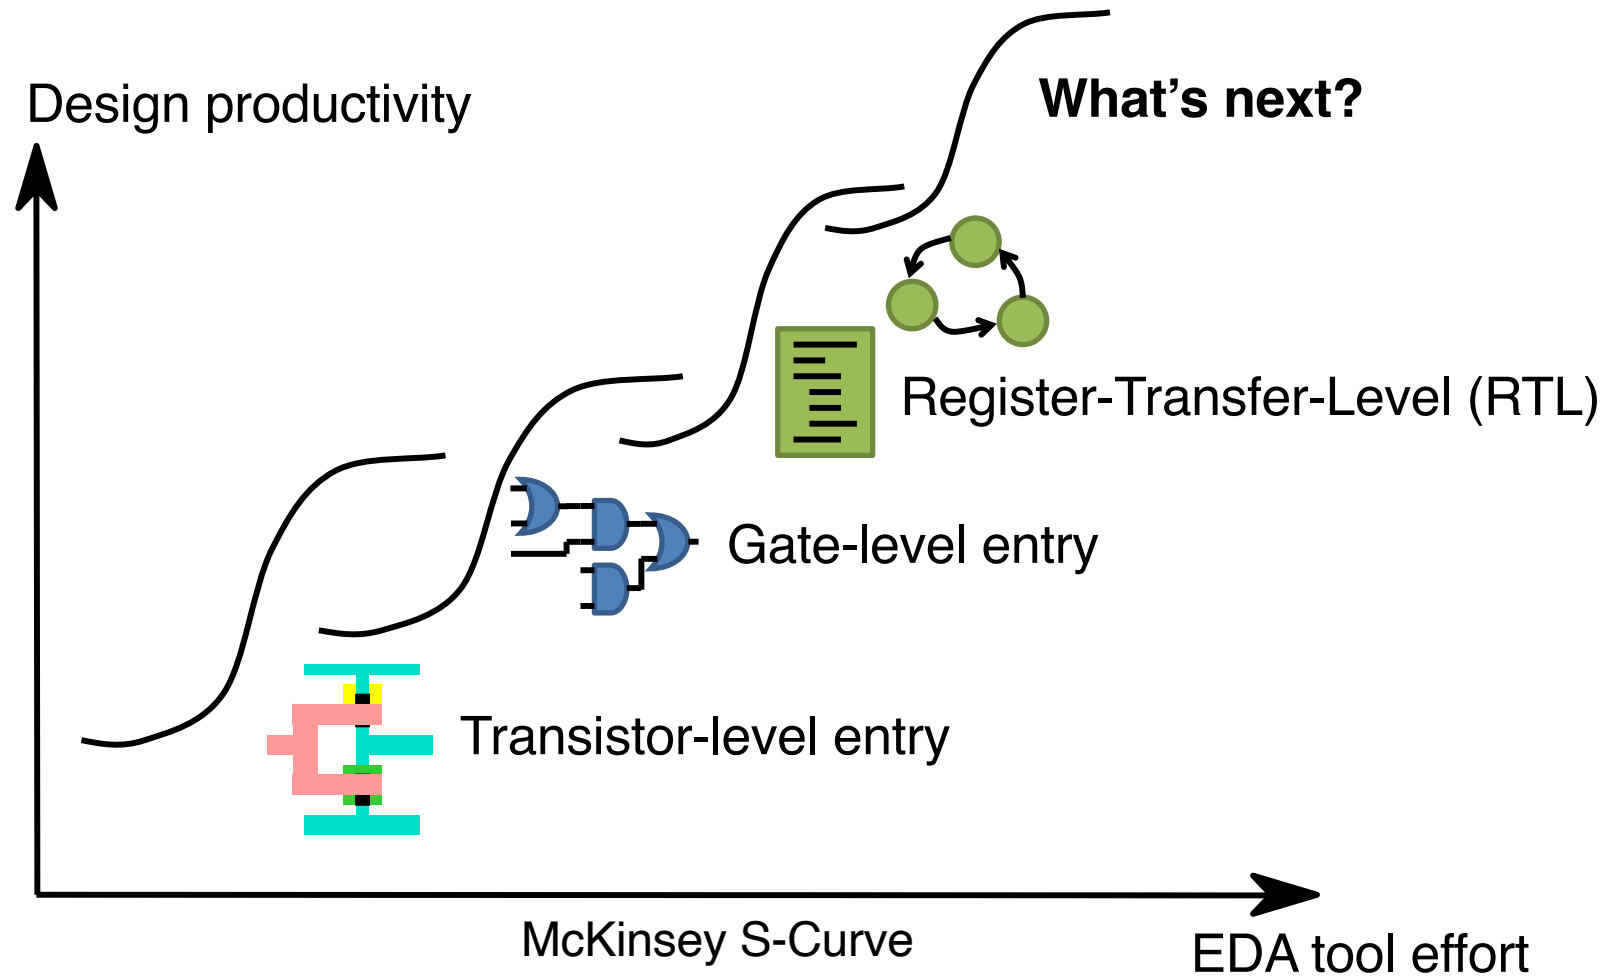 Design productivity
What's next?
Register-Transfer-Level (RTL)
Gate-level entry
Transistor-level entry
McKinsey S-Curve
EDA tool effort